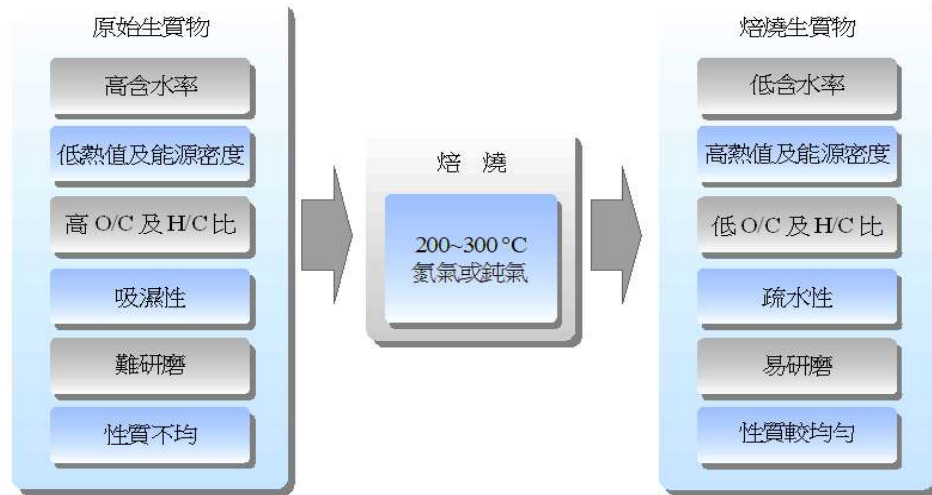 原始生質物
高含水率
低熱值及能源密度
高 O/C 及 H/C 比
吸濕性
難研磨
性質不均
焙 燒
200~300 °C
氮氣或鈍氣
焙燒生質物
低含水率
高熱值及能源密度
低 O/C 及 H/C 比
疏水性
易研磨
性質較均勻